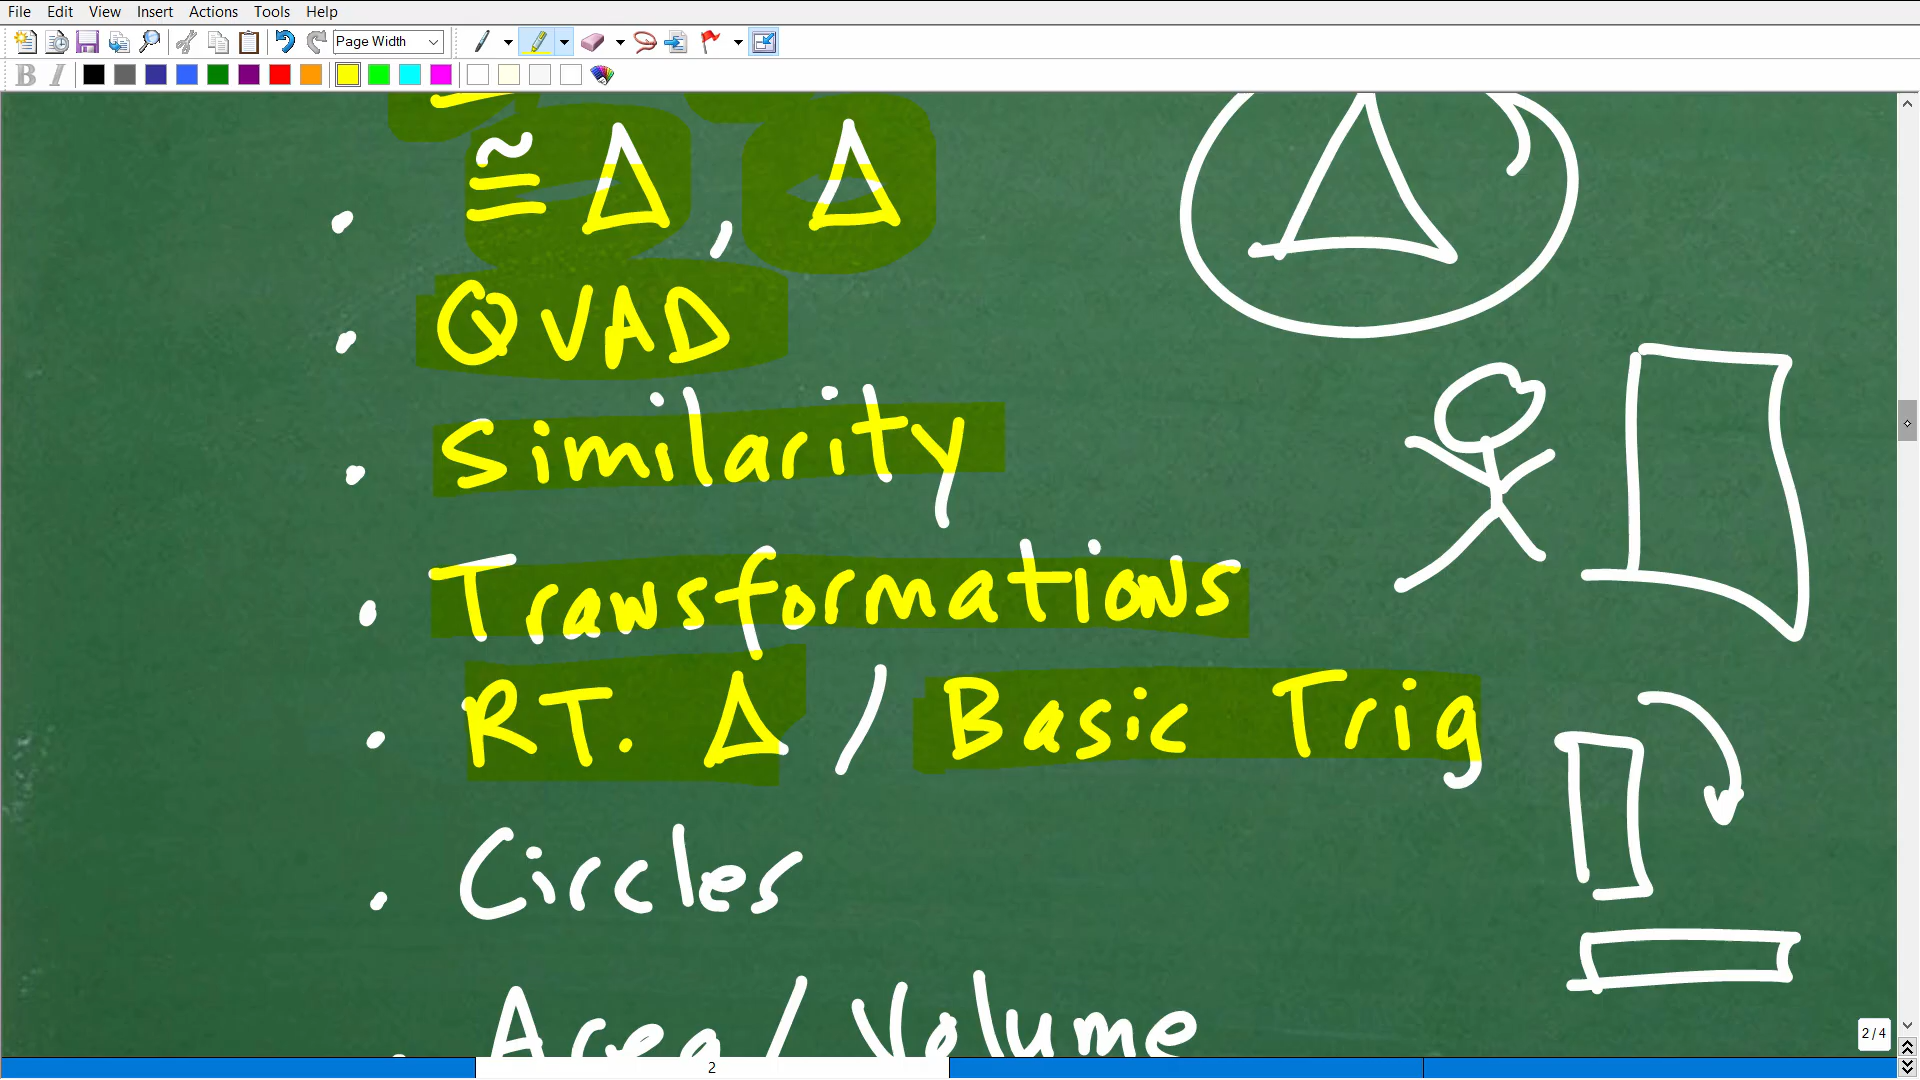 File Edit View Insert Actions Tools Help
Page Width
B I
• ≅ Δ , Δ
• QUAD
• Similarity
• Transformations
• RT. Δ / Basic Trig
• Circles
• Area / Volume
2 / 4
2